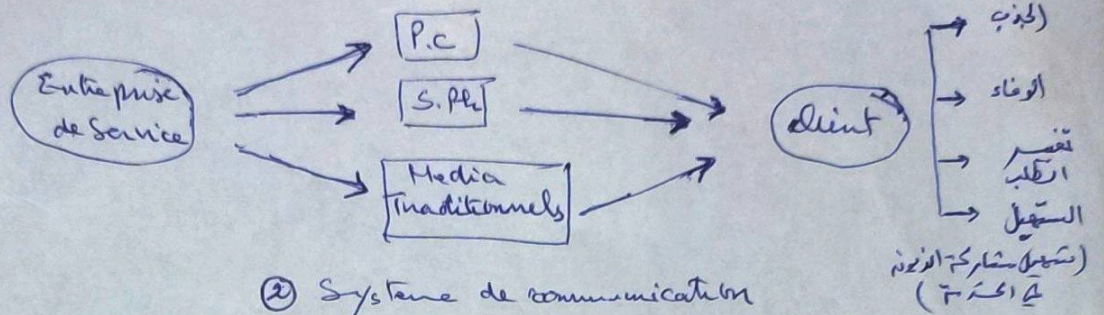 Entreprise
de Service
P.C
S.Ph
Media
Traditionnels
client
الجذب
الوفاء
تفسير
الطلب
التسهيل
(تسهيل مشاركة الزبون
في الخدمة)
② Système de communication